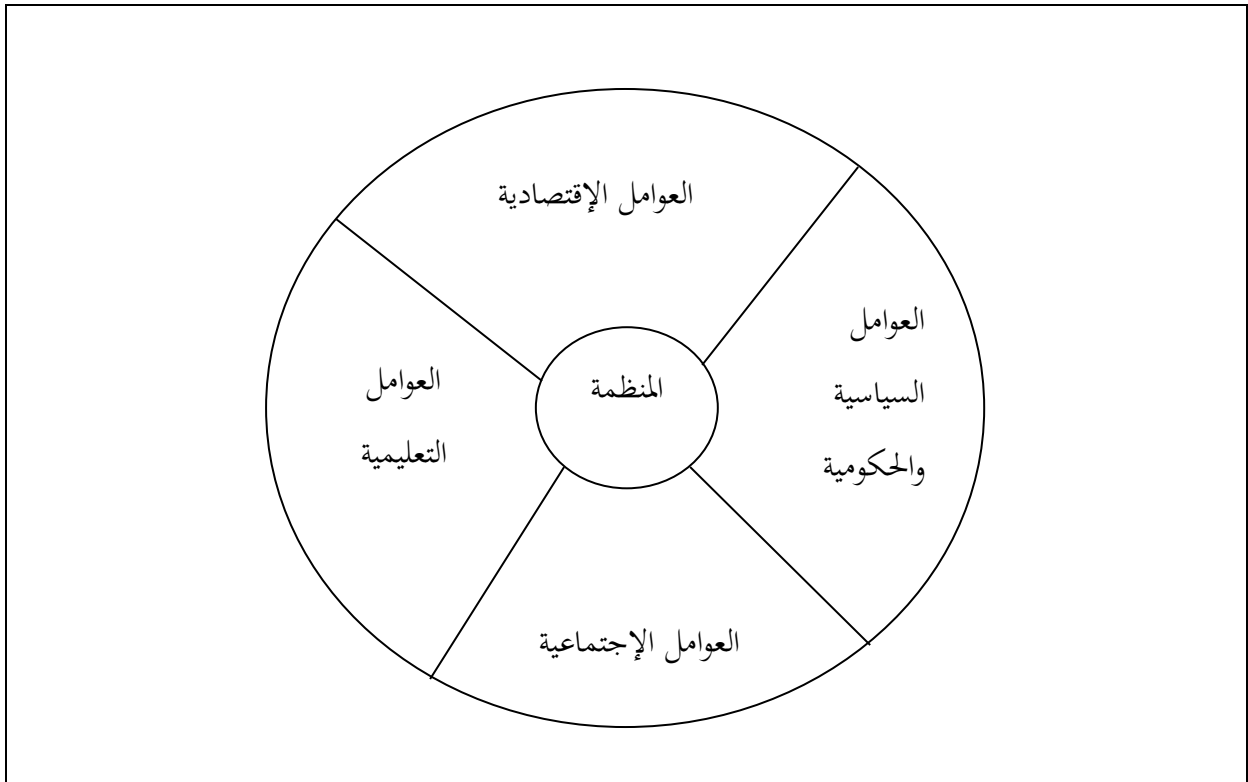 العوامل الإقتصادية
العوامل
السياسية
والحكومية
المنظمة
العوامل
التعليمية
العوامل الإجتماعية